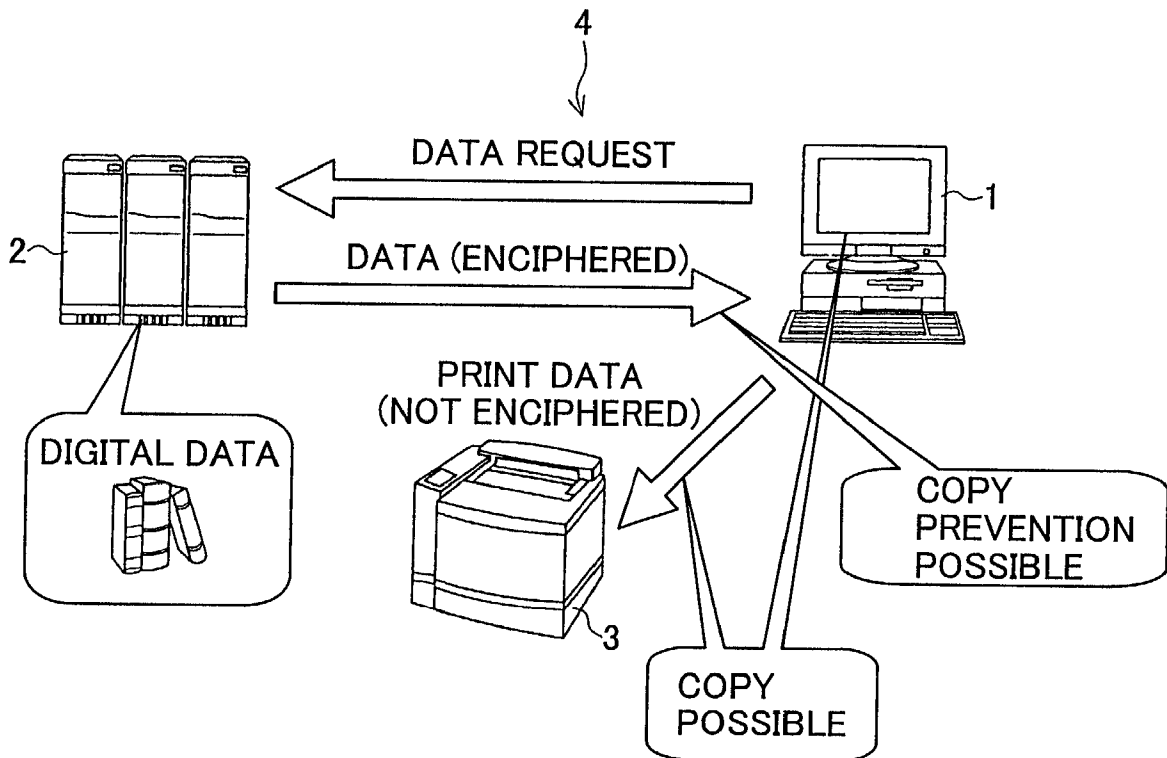 4
DATA REQUEST
1
2
DATA (ENCIPHERED)
PRINT DATA
(NOT ENCIPHERED)
DIGITAL DATA
COPY
PREVENTION
POSSIBLE
3
COPY
POSSIBLE